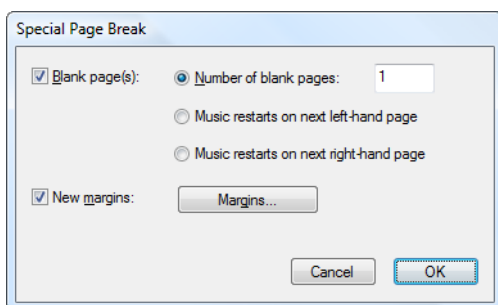 Special Page Break
Blank page(s): Number of blank pages: 1
Music restarts on next left-hand page
Music restarts on next right-hand page
New margins: Margins...
Cancel OK